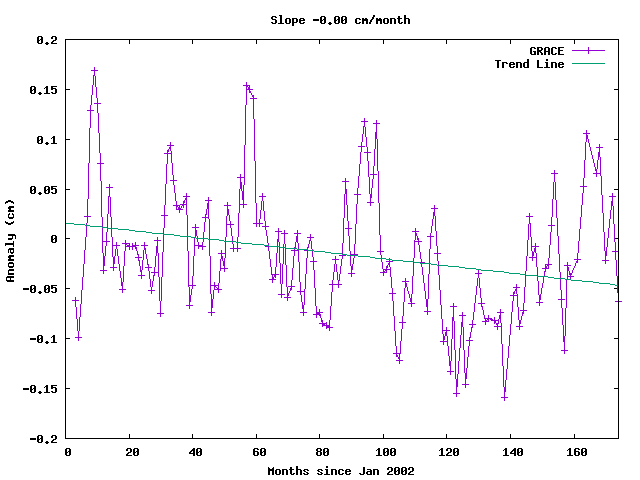 Slope -0.00 cm/month
GRACE
Trend Line
0.2
0.15
0.1
0.05
0
-0.05
-0.1
-0.15
-0.2
Anomaly (cm)
0 20 40 60 80 100 120 140 160
Months since Jan 2002